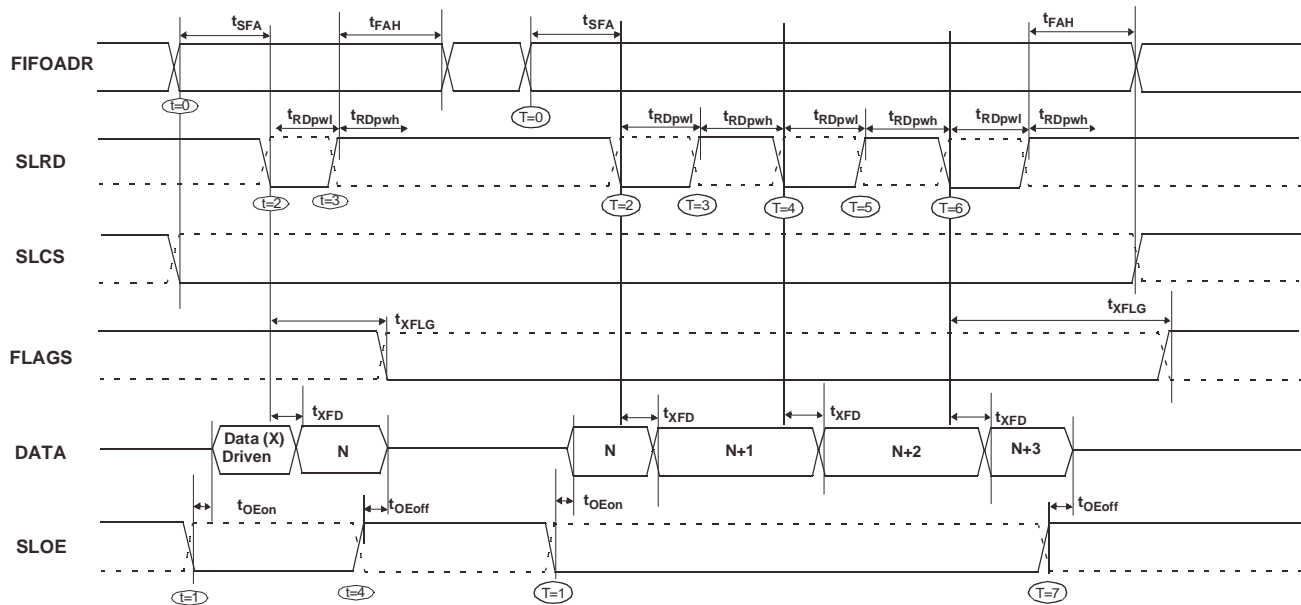 tSFA tFAH tSFA tFAH
FIFOADR
t=0 T=0
tRDpwl tRDpwh tRDpwl tRDpwh tRDpwl tRDpwh tRDpwl tRDpwh
SLRD
t=2 t=3 T=2 T=3 T=4 T=5 T=6
SLCS
tXFLG tXFLG
FLAGS
tXFD tXFD tXFD tXFD
DATA
Data (X)
Driven
N N N+1 N+2 N+3
tOEon tOEoff tOEon tOEoff
SLOE
t=1 t=4 T=1 T=7